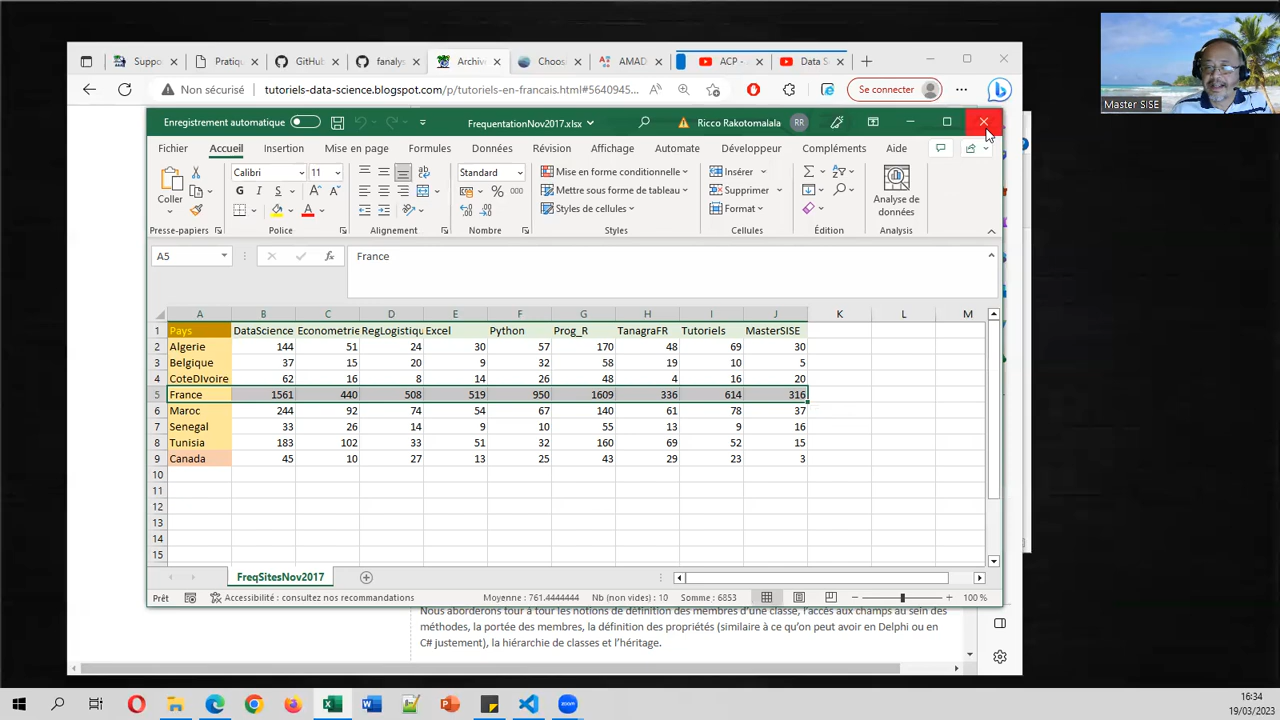 Master SISE
Suppo
Pratiqu
GitHub
fanalys
Archive
Choosi
AMAD
ACP -
Data S
Non sécurisé
tutoriels-data-science.blogspot.com/p/tutoriels-en-francais.html#5640945...
Se connecter
Enregistrement automatique
FrequentationNov2017.xlsx
Ricco Rakotomalala
RR
Fichier
Accueil
Insertion
Mise en page
Formules
Données
Révision
Affichage
Automate
Développeur
Compléments
Aide
Coller
Calibri
11
G
I
S
Standard
Mise en forme conditionnelle
Mettre sous forme de tableau
Styles de cellules
Insérer
Supprimer
Format
Analyse de
données
Presse-papiers
Police
Alignement
Nombre
Styles
Cellules
Édition
Analysis
A5
fx
France
A B C D E F G H I J K L M
1 Pays DataScience Econometrie RegLogistiqu Excel Python Prog_R TanagraFR Tutoriels MasterSISE
2 Algerie 144 51 24 30 57 170 48 69 30
3 Belgique 37 15 20 9 32 58 19 10 5
4 CoteDIvoire 62 16 8 14 26 48 4 16 20
5 France 1561 440 508 519 950 1609 336 614 316
6 Maroc 244 92 74 54 67 140 61 78 37
7 Senegal 33 26 14 9 10 55 13 9 16
8 Tunisia 183 102 33 51 32 160 69 52 15
9 Canada 45 10 27 13 25 43 29 23 3
10
11
12
13
14
15
FreqSitesNov2017
Prêt
Accessibilité : consultez nos recommandations
Moyenne : 761.4444444
Nb (non vides) : 10
Somme : 6853
100 %
Nous aborderons tour à tour les notions de définition des membres d'une classe, l'accès aux champs au sein des
méthodes, la portée des membres, la définition des propriétés (similaire à ce qu'on peut avoir en Delphi ou en
C# justement), la hiérarchie de classes et l'héritage.
16:34
19/03/2023